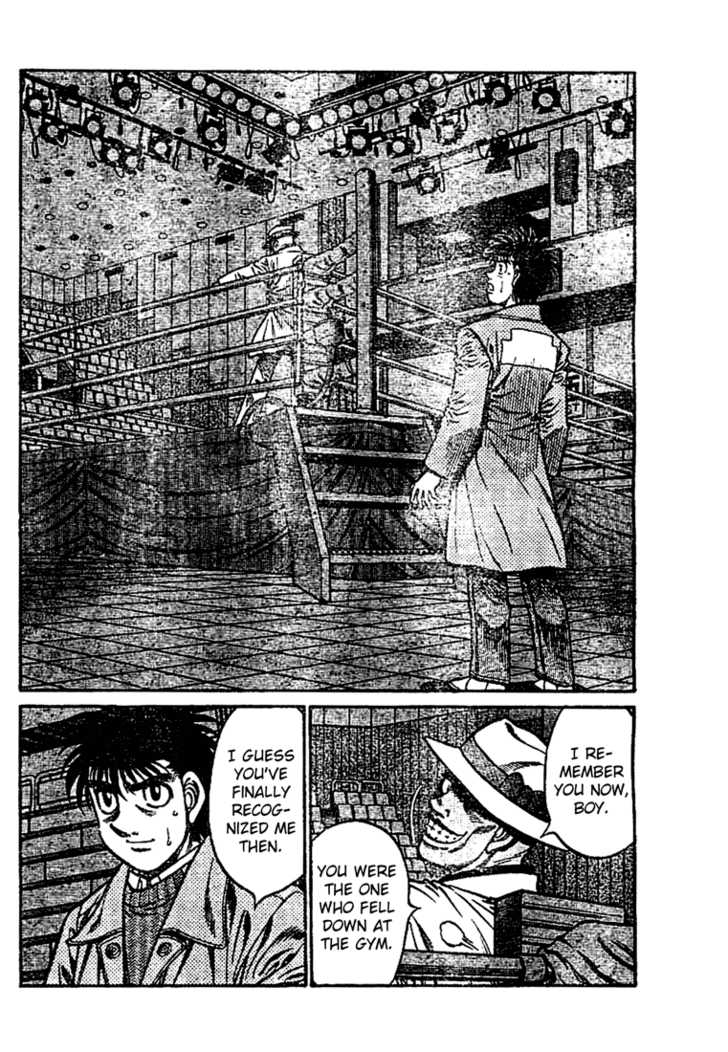 I RE-
MEMBER
YOU NOW,
BOY.
YOU WERE
THE ONE
WHO FELL
DOWN AT
THE GYM.
I GUESS
YOU'VE
FINALLY
RECOG-
NIZED ME
THEN.